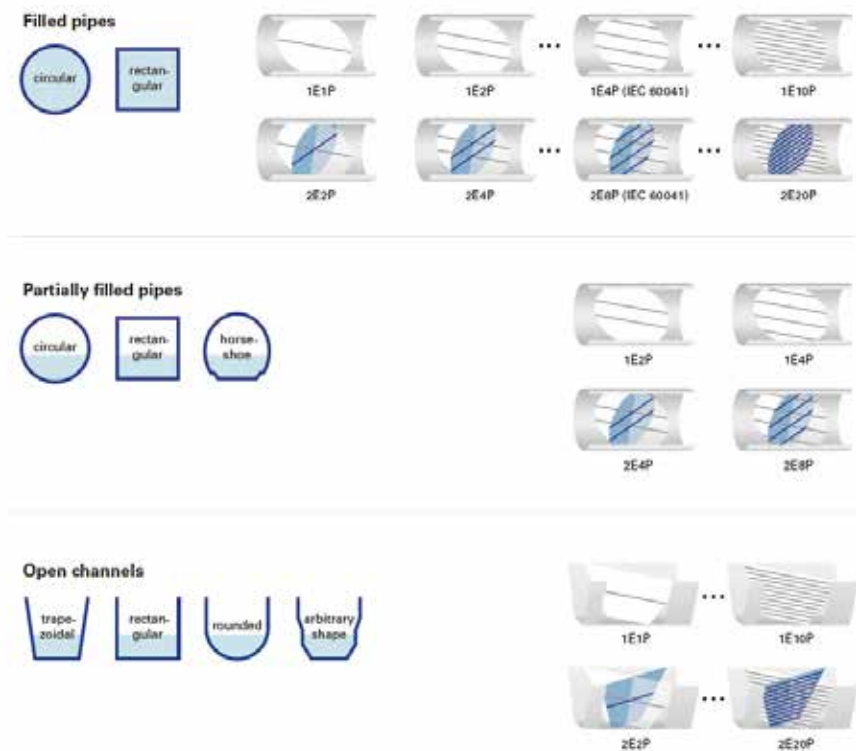 Filled pipes
circular
rectan-
gular
1E1P
1E2P
1E4P (IEC 60041)
1E10P
2E2P
2E4P
2E8P (IEC 60041)
2E20P
Partially filled pipes
circular
rectan-
gular
horse-
shoe
1E2P
1E4P
2E4P
2E8P
Open channels
trape-
zoidal
rectan-
gular
rounded
arbitrary
shape
1E1P
1E10P
2E2P
2E20P